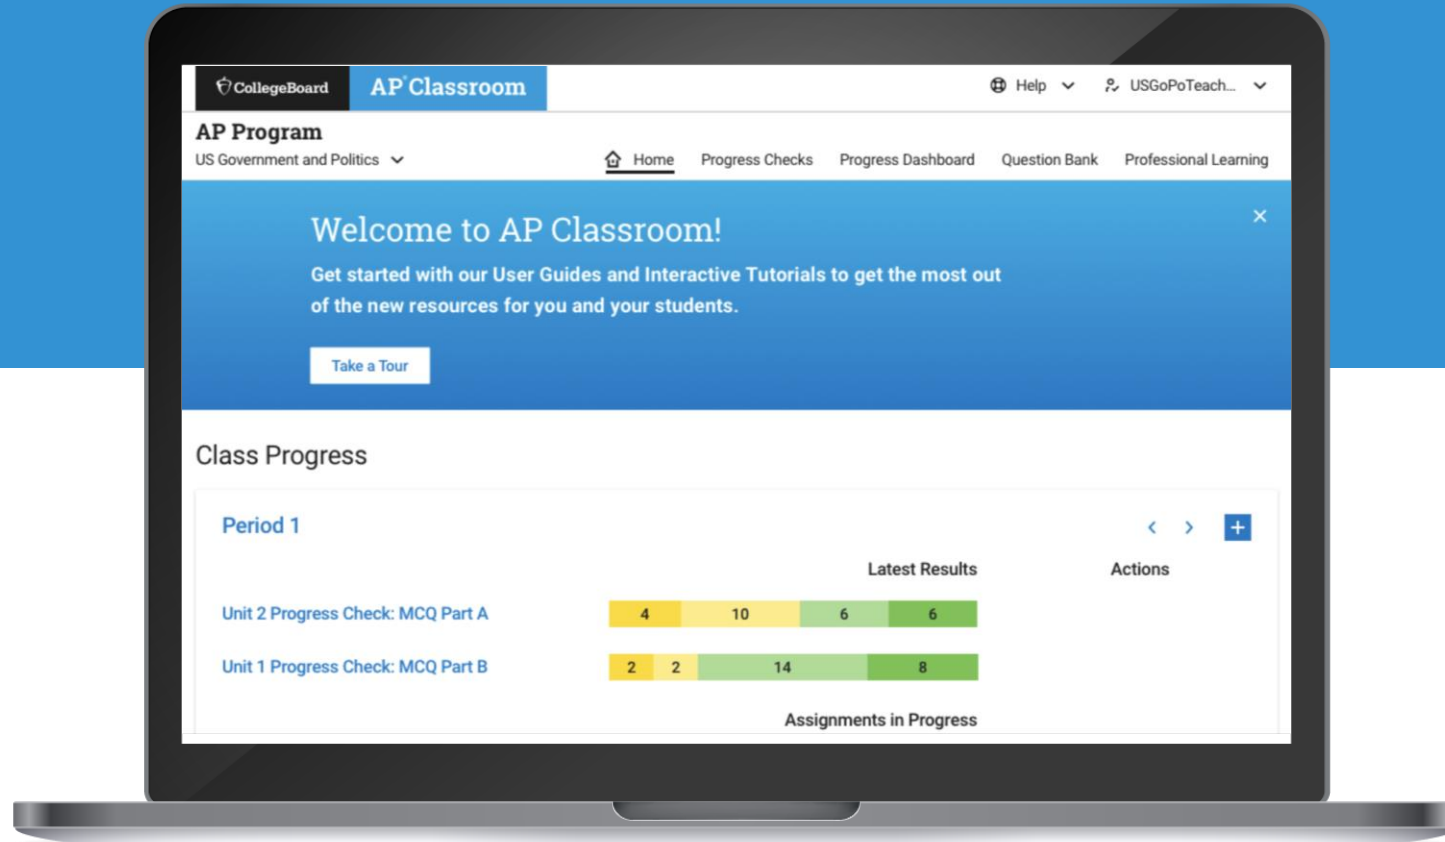 CollegeBoard
AP Classroom
Help
USGoPoTeach...
AP Program
US Government and Politics
Home
Progress Checks
Progress Dashboard
Question Bank
Professional Learning
Welcome to AP Classroom!
Get started with our User Guides and Interactive Tutorials to get the most out
of the new resources for you and your students.
Take a Tour
Class Progress
Period 1
Latest Results
Actions
Unit 2 Progress Check: MCQ Part A
4 10 6 6
Unit 1 Progress Check: MCQ Part B
2 2 14 8
Assignments in Progress